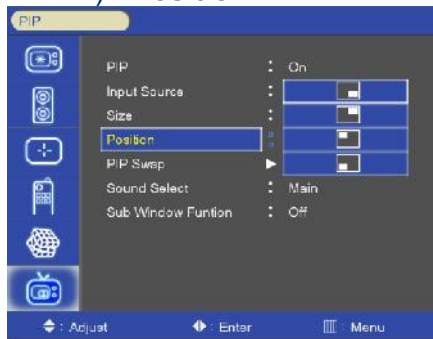 PIP
PIP : On
Input Source :
Size :
Position :
PIP Swap
Sound Select : Main
Sub Window Funtion : Off
: Adjust : Enter : Menu